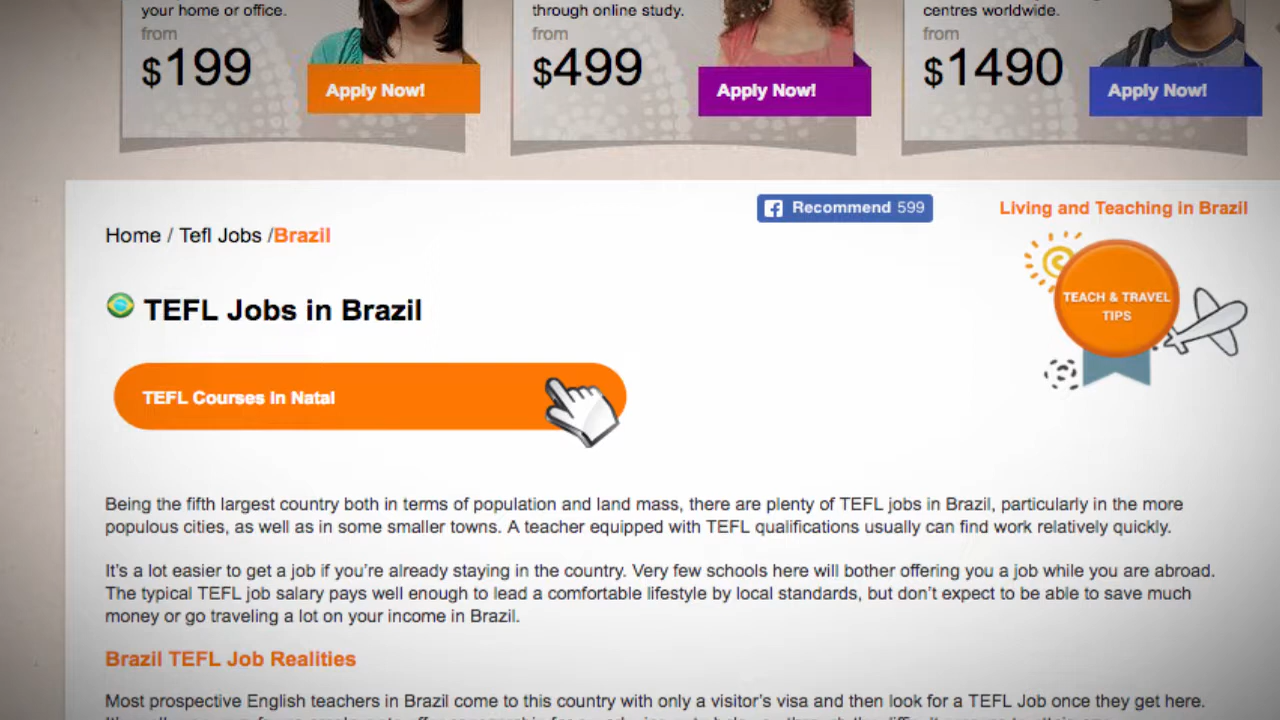 your home or office.
from
$199
Apply Now!
through online study.
from
$499
Apply Now!
centres worldwide.
from
$1490
Apply Now!
Recommend 599
Living and Teaching in Brazil
Home / Tefl Jobs /Brazil
TEACH & TRAVEL
TIPS
TEFL Jobs in Brazil
TEFL Courses In Natal
Being the fifth largest country both in terms of population and land mass, there are plenty of TEFL jobs in Brazil, particularly in the more
populous cities, as well as in some smaller towns. A teacher equipped with TEFL qualifications usually can find work relatively quickly.
It's a lot easier to get a job if you're already staying in the country. Very few schools here will bother offering you a job while you are abroad.
The typical TEFL job salary pays well enough to lead a comfortable lifestyle by local standards, but don't expect to be able to save much
money or go traveling a lot on your income in Brazil.
Brazil TEFL Job Realities
Most prospective English teachers in Brazil come to this country with only a visitor's visa and then look for a TEFL Job once they get here.